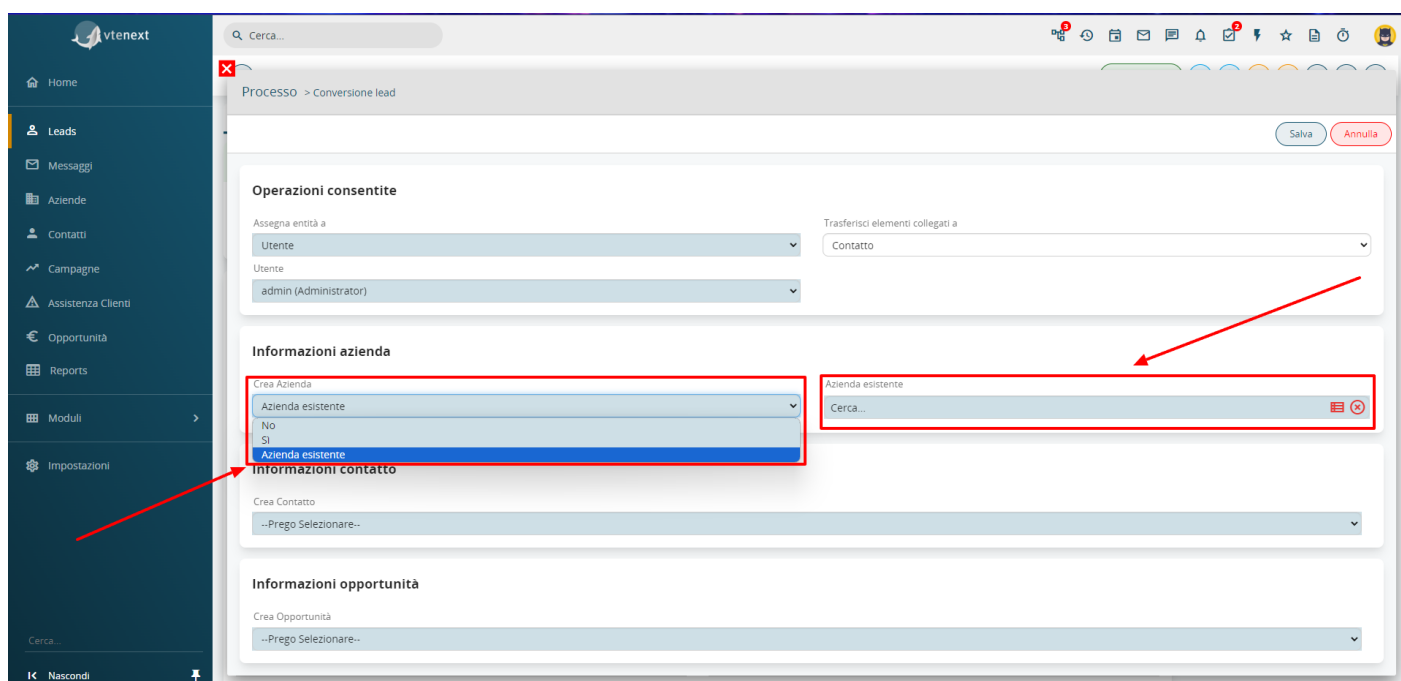 vtenext
Cerca...
3
2
Home
Leads
Messaggi
Aziende
Contatti
Campagne
Assistenza Clienti
Opportunità
Reports
Moduli
Impostazioni
Cerca...
Nascondi
Processo > Conversione lead
Salva
Annulla
Operazioni consentite
Assegna entità a
Trasferisci elementi collegati a
Utente
Contatto
Utente
admin (Administrator)
Informazioni azienda
Crea Azienda
Azienda esistente
Azienda esistente
Cerca...
No
Sì
Azienda esistente
Informazioni contatto
Crea Contatto
--Prego Selezionare--
Informazioni opportunità
Crea Opportunità
--Prego Selezionare--